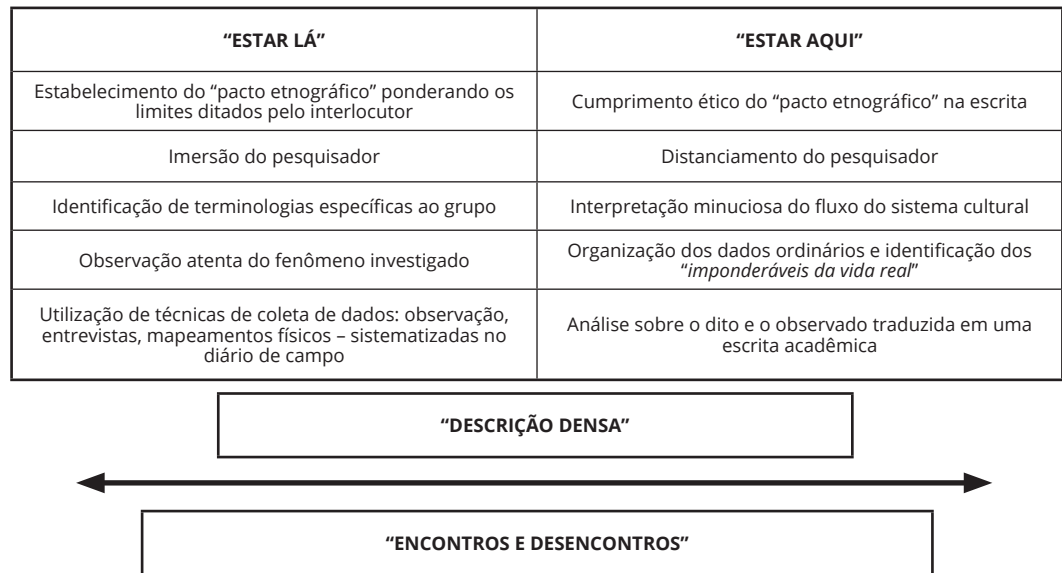 “ESTAR LÁ”
“ESTAR AQUI”
Estabelecimento do “pacto etnográfico” ponderando os
limites ditados pelo interlocutor
Cumprimento ético do “pacto etnográfico” na escrita
Imersão do pesquisador
Distanciamento do pesquisador
Identificação de terminologias específicas ao grupo
Interpretação minuciosa do fluxo do sistema cultural
Observação atenta do fenômeno investigado
Organização dos dados ordinários e identificação dos
“imponderáveis da vida real”
Utilização de técnicas de coleta de dados: observação,
entrevistas, mapeamentos físicos – sistematizadas no
diário de campo
Análise sobre o dito e o observado traduzida em uma
escrita acadêmica
“DESCRIÇÃO DENSA”
“ENCONTROS E DESENCONTROS”